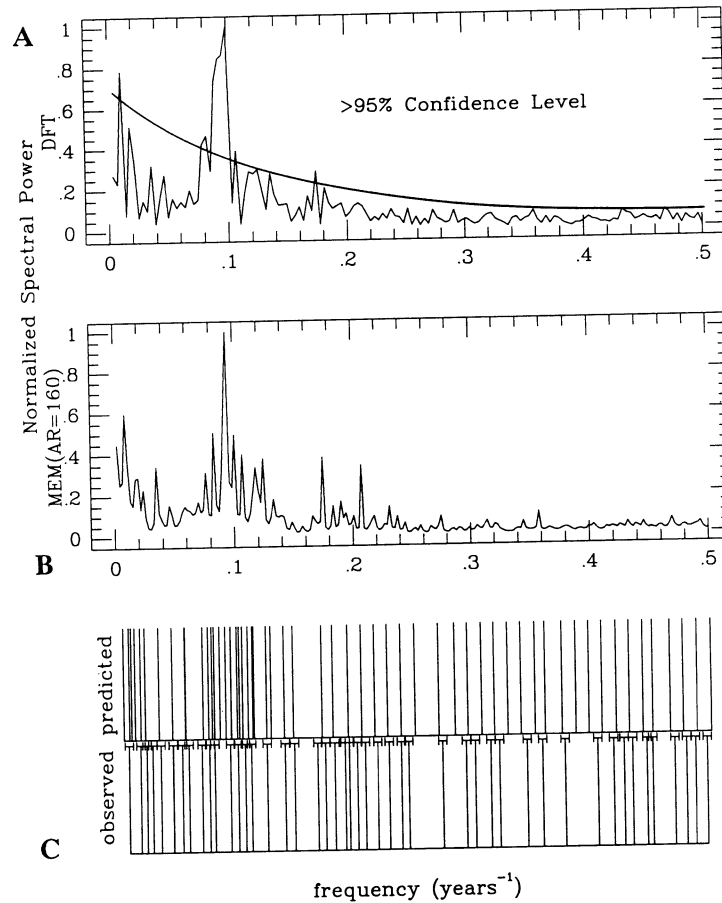 A
1
.8
.6
.4
.2
0
Normalized Spectral Power
DFT
>95% Confidence Level
0
.1
.2
.3
.4
.5
1
.8
.6
.4
.2
0
MEM(AR=160)
B
0
.1
.2
.3
.4
.5
predicted
observed
C
frequency (years⁻¹)